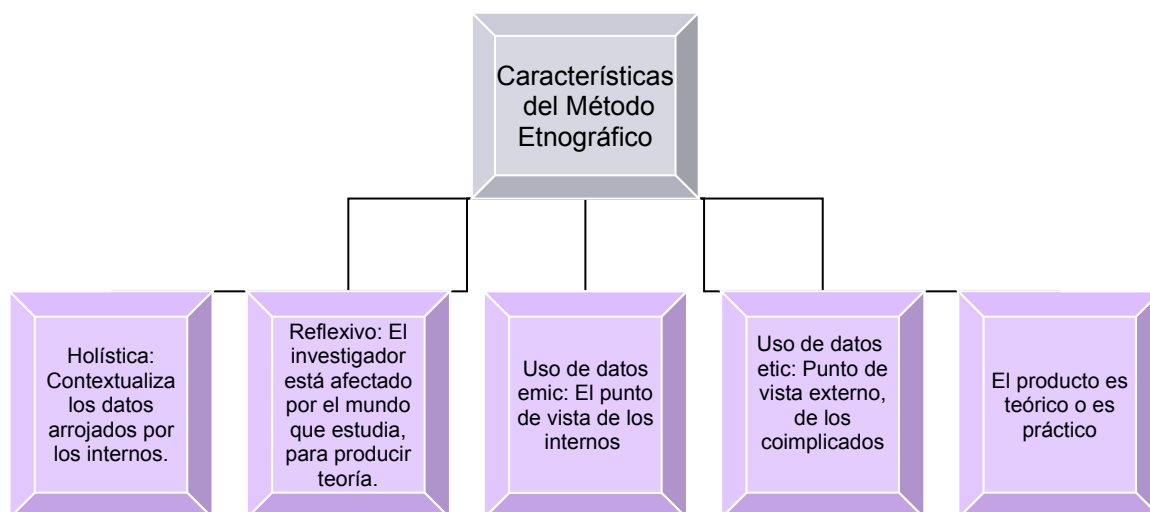 Características
del Método
Etnográfico
Holística:
Contextualiza
los datos
arrojados por
los internos.
Reflexivo: El
investigador
está afectado
por el mundo
que estudia,
para producir
teoría.
Uso de datos
emic: El punto
de vista de los
internos
Uso de datos
etic: Punto de
vista externo,
de los
coimplicados
El producto es
teórico o es
práctico